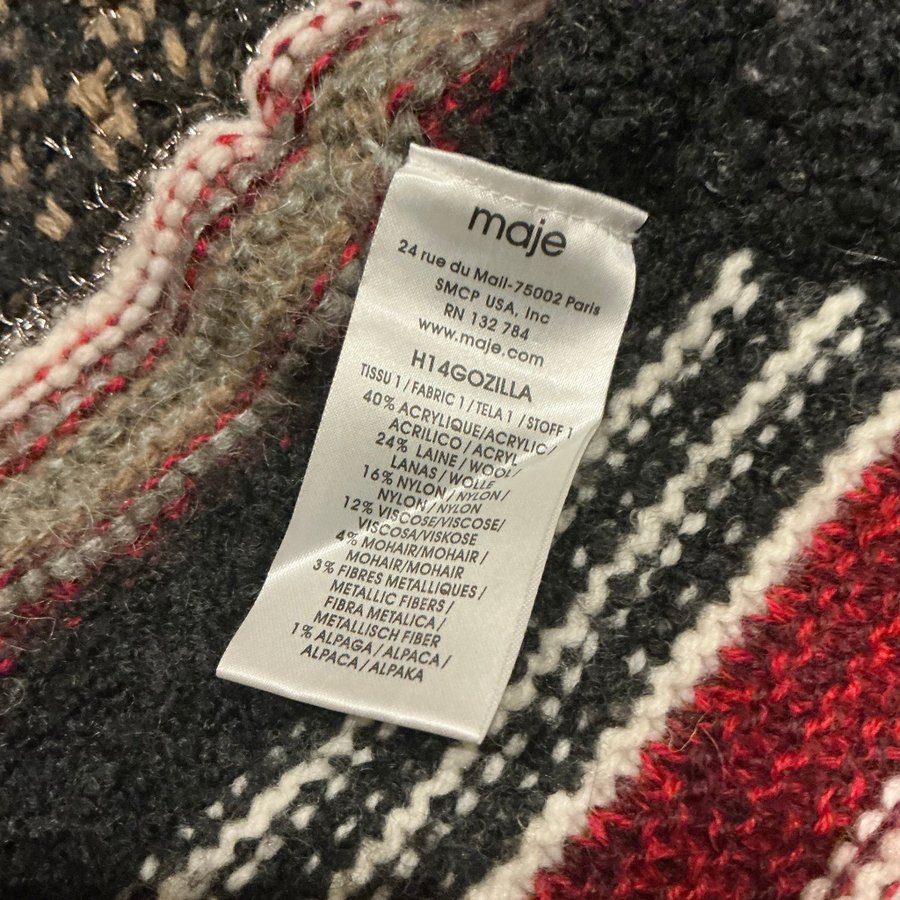 maje
24 rue du Mail-75002 Paris
SMCP USA, Inc
RN 132 784
www.maje.com
H14GOZILLA
TISSU 1 / FABRIC 1 / TELA 1 / STOFF 1
40% ACRYLIQUE/ACRYLIC /
ACRILICO / ACRYL
24% LAINE / WOOL /
LANAS / WOLLE
16% NYLON / NYLON /
NYLON / NYLON
12% VISCOSE/VISCOSE/
VISCOSA/VISKOSE
4% MOHAIR/MOHAIR /
MOHAIR/MOHAIR
3% FIBRES METALLIQUES /
METALLIC FIBERS /
FIBRA METALICA /
METALLISCH FIBER
1% ALPAGA / ALPACA /
ALPACA / ALPAKA